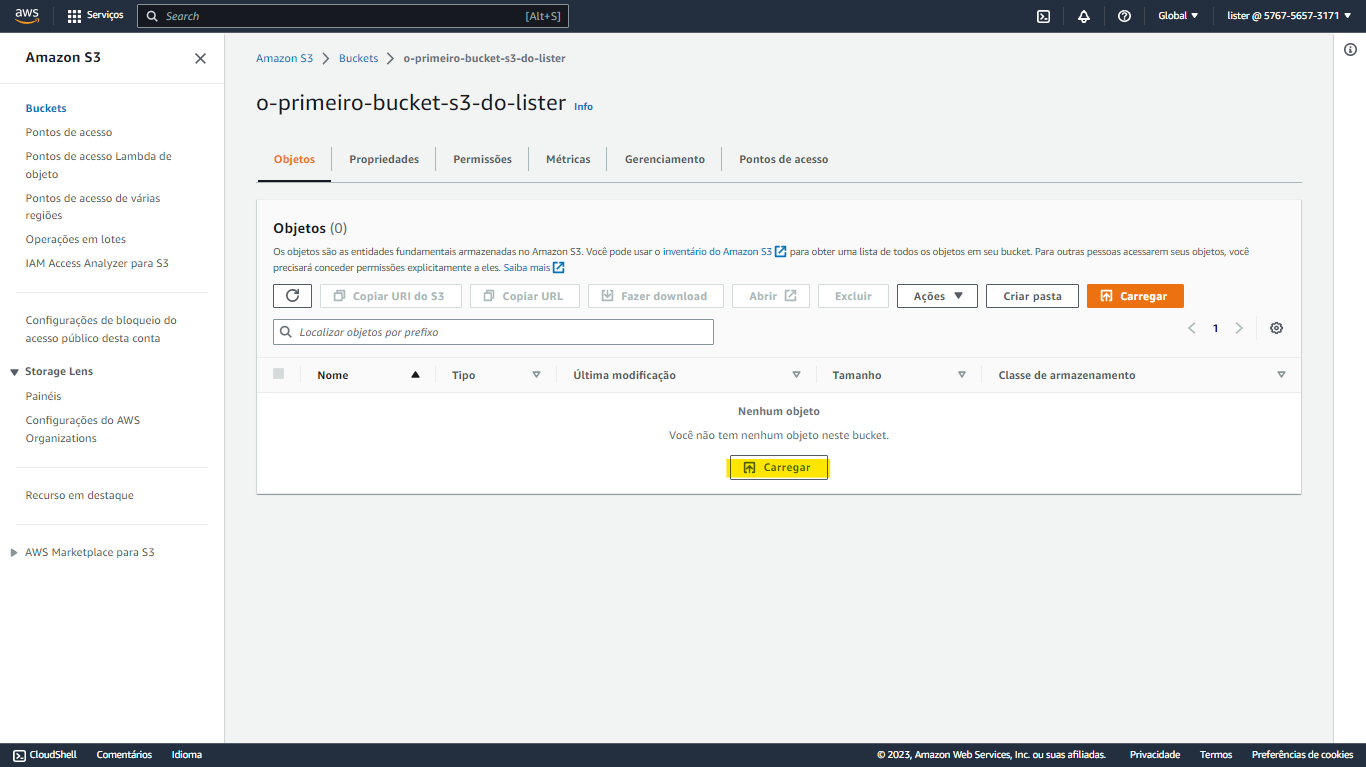 aws Serviços Search [Alt+S] Global lister @ 5767-5657-3171
Amazon S3
Buckets
Pontos de acesso
Pontos de acesso Lambda de
objeto
Pontos de acesso de várias
regiões
Operações em lotes
IAM Access Analyzer para S3
Configurações de bloqueio do
acesso público desta conta
Storage Lens
Painéis
Configurações do AWS
Organizations
Recurso em destaque
AWS Marketplace para S3
Amazon S3 Buckets o-primeiro-bucket-s3-do-lister
o-primeiro-bucket-s3-do-lister Info
Objetos Propriedades Permissões Métricas Gerenciamento Pontos de acesso
Objetos (0)
Os objetos são as entidades fundamentais armazenadas no Amazon S3. Você pode usar o inventário do Amazon S3 para obter uma lista de todos os objetos em seu bucket. Para outras pessoas acessarem seus objetos, você
precisará conceder permissões explicitamente a eles. Saiba mais
Copiar URI do S3 Copiar URL Fazer download Abrir Excluir Ações Criar pasta Carregar
Localizar objetos por prefixo 1
Nome Tipo Última modificação Tamanho Classe de armazenamento
Nenhum objeto
Você não tem nenhum objeto neste bucket.
Carregar
CloudShell Comentários Idioma © 2023, Amazon Web Services, Inc. ou suas afiliadas. Privacidade Termos Preferências de cookies